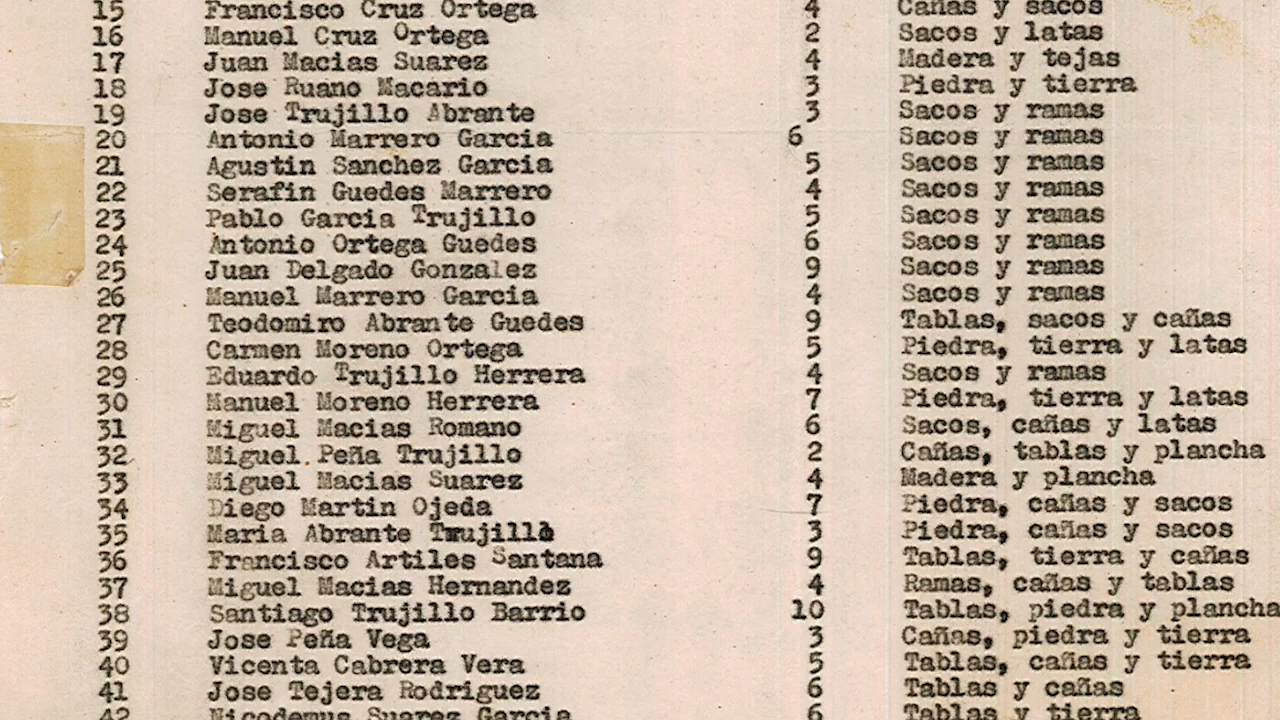 15 Francisco Cruz Ortega 4 Cañas y sacos
16 Manuel Cruz Ortega 2 Sacos y latas
17 Juan Macias Suarez 4 Madera y tejas
18 Jose Ruano Macario 3 Piedra y tierra
19 Jose Trujillo Abrante 3 Sacos y ramas
20 Antonio Marrero Garcia 6 Sacos y ramas
21 Agustin Sanchez Garcia 5 Sacos y ramas
22 Serafin Guedes Marrero 4 Sacos y ramas
23 Pablo Garcia Trujillo 5 Sacos y ramas
24 Antonio Ortega Guedes 6 Sacos y ramas
25 Juan Delgado Gonzalez 9 Sacos y ramas
26 Manuel Marrero Garcia 4 Sacos y ramas
27 Teodomiro Abrante Guedes 9 Tablas, sacos y cañas
28 Carmen Moreno Ortega 5 Piedra, tierra y latas
29 Eduardo Trujillo Herrera 4 Sacos y ramas
30 Manuel Moreno Herrera 7 Piedra, tierra y latas
31 Miguel Macias Romano 6 Sacos, cañas y latas
32 Miguel Peña Trujillo 2 Cañas, tablas y plancha
33 Miguel Macias Suarez 4 Madera y plancha
34 Diego Martin Ojeda 7 Piedra, cañas y sacos
35 Maria Abrante Trujillo 3 Piedra, cañas y sacos
36 Francisco Artiles Santana 9 Tablas, tierra y cañas
37 Miguel Macias Hernandez 4 Ramas, cañas y tablas
38 Santiago Trujillo Barrio 10 Tablas, piedra y plancha
39 Jose Peña Vega 3 Cañas, piedra y tierra
40 Vicenta Cabrera Vera 5 Tablas, cañas y tierra
41 Jose Tejera Rodriguez 6 Tablas y cañas
42 Nicodemus Suarez Garcia 6 Tablas y tierra